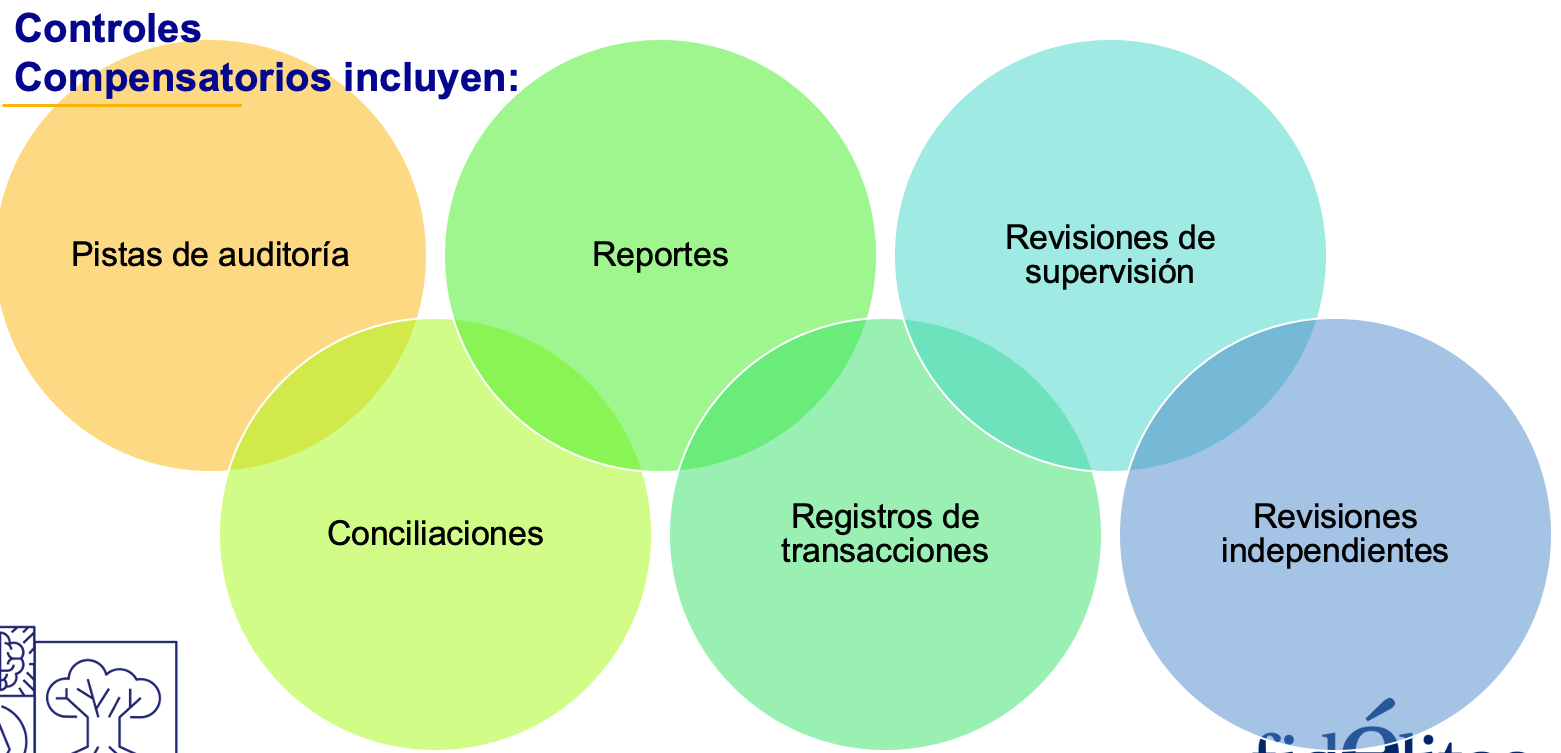 Controles
Compensatorios incluyen:
Pistas de auditoría
Reportes
Revisiones de
supervisión
Conciliaciones
Registros de
transacciones
Revisiones
independientes